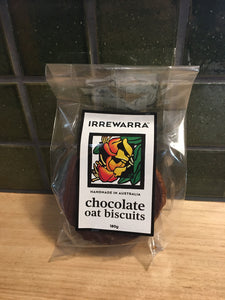 IRREWARRA
HANDMADE IN AUSTRALIA
chocolate
oat biscuits
180g